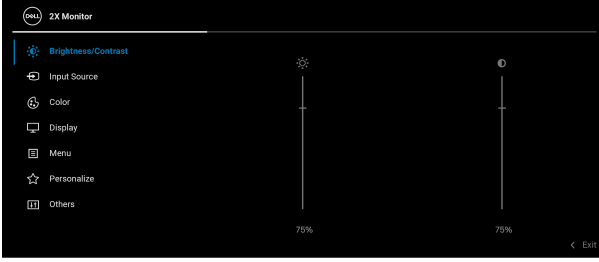 DELL 2X Monitor
Brightness/Contrast
Input Source
Color
Display
Menu
Personalize
Others
75% 75%
Exit